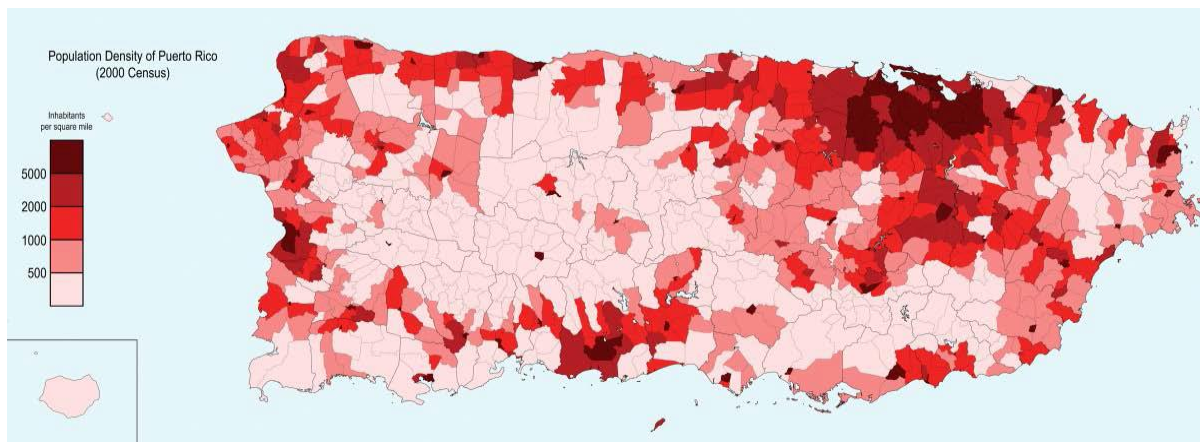 Population Density of Puerto Rico
(2000 Census)
Inhabitants
per square mile
5000
2000
1000
500